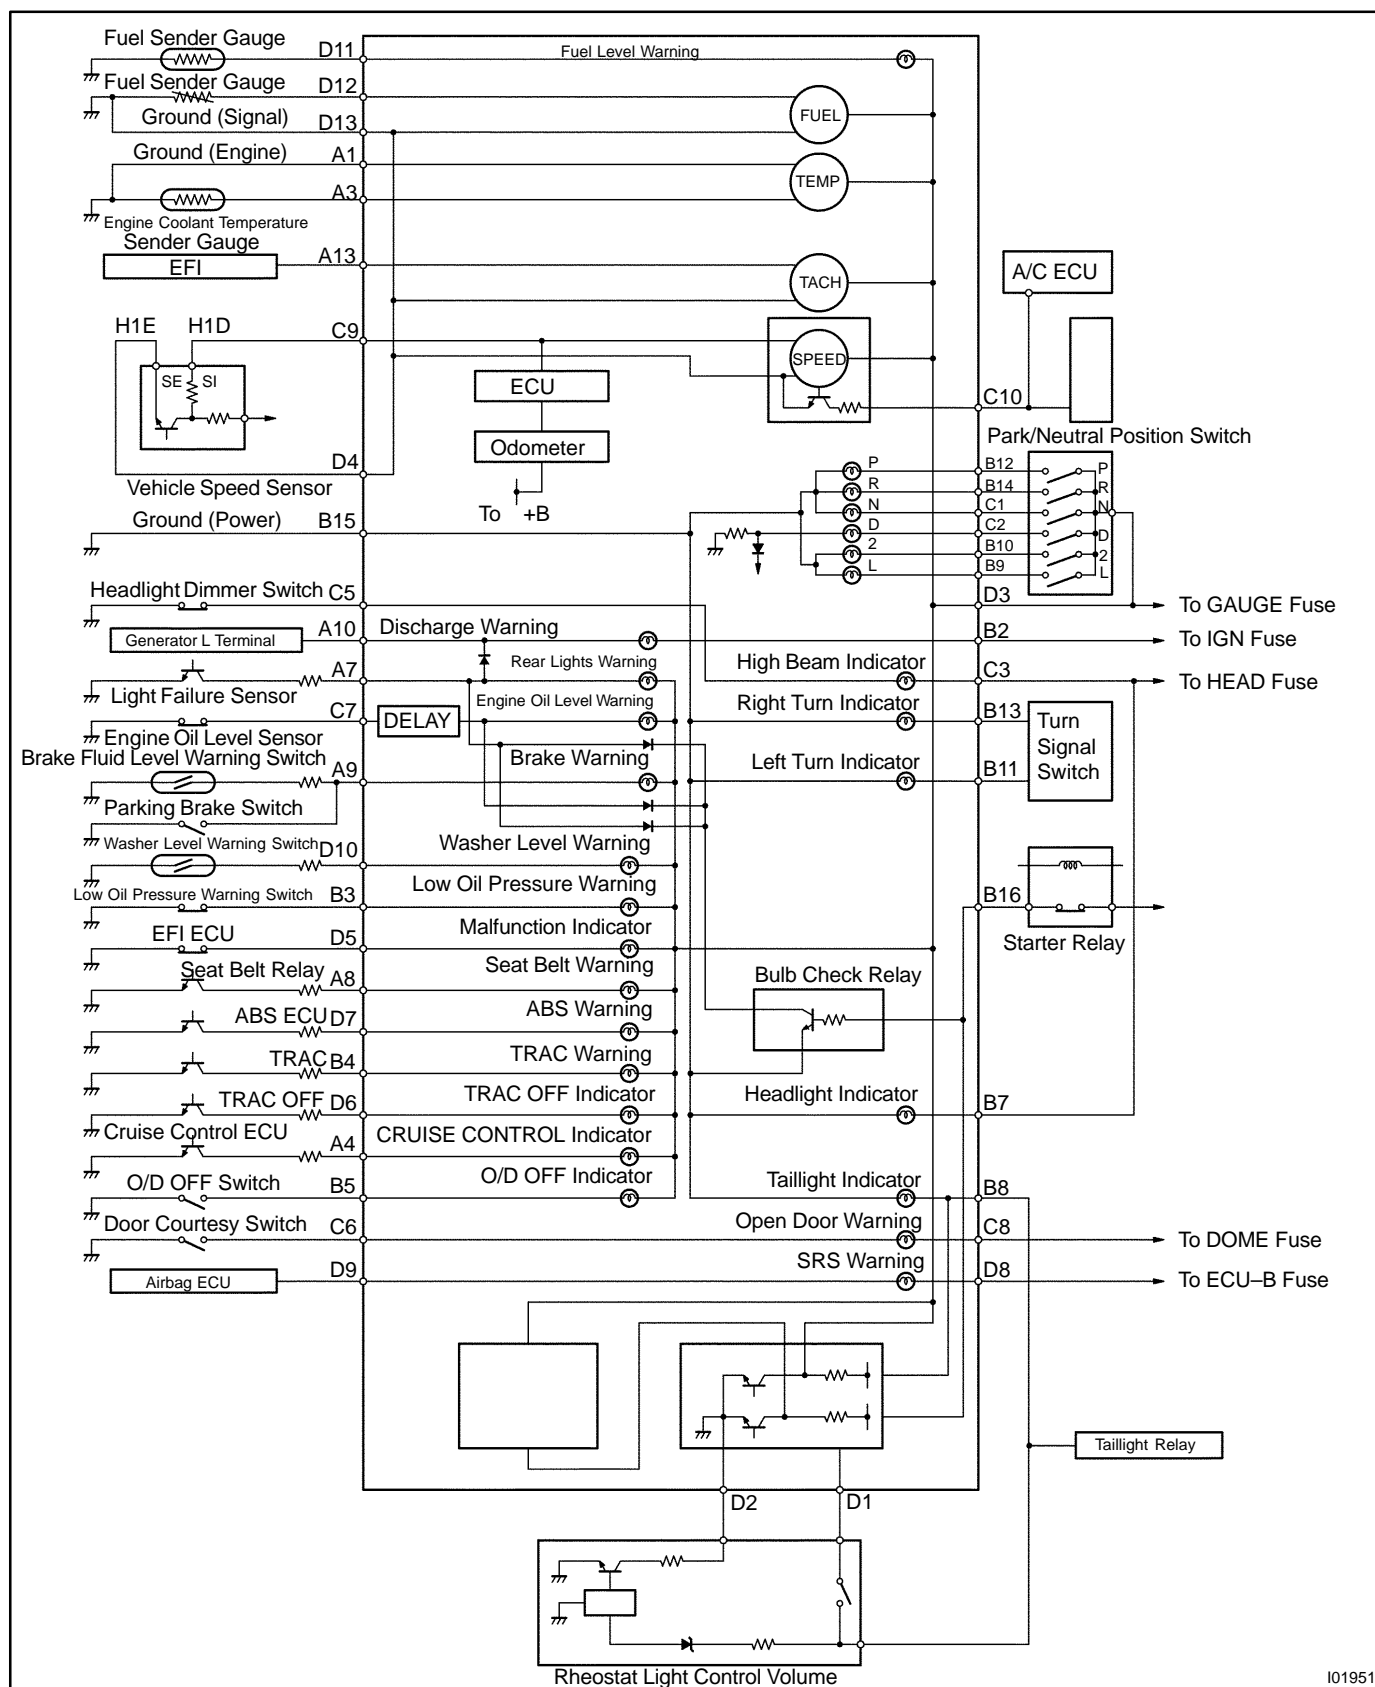 Fuel Sender Gauge D11 Fuel Level Warning
Fuel Sender Gauge D12
FUEL
Ground (Signal) D13
Ground (Engine) A1
TEMP
A3
Engine Coolant Temperature
Sender Gauge
EFI A13
TACH
A/C ECU
H1E H1D C9
SE SI
SPEED
ECU
C10
Odometer
Park/Neutral Position Switch
D4
Vehicle Speed Sensor
To +B
P B12 P
R B14 R
N C1 N
D C2 D
2 B10 2
L B9 L
Ground (Power) B15
D3 To GAUGE Fuse
Headlight Dimmer Switch C5
Generator L Terminal A10 Discharge Warning B2 To IGN Fuse
Light Failure Sensor A7 Rear Lights Warning High Beam Indicator C3 To HEAD Fuse
Engine Oil Level Sensor C7 DELAY Engine Oil Level Warning Right Turn Indicator B13
Turn
Signal
Switch
Brake Fluid Level Warning Switch A9 Brake Warning Left Turn Indicator B11
Parking Brake Switch
Washer Level Warning Switch D10 Washer Level Warning
Low Oil Pressure Warning Switch B3 Low Oil Pressure Warning B16
Starter Relay
EFI ECU D5 Malfunction Indicator
Seat Belt Relay A8 Seat Belt Warning Bulb Check Relay
ABS ECU D7 ABS Warning
TRAC B4 TRAC Warning
TRAC OFF D6 TRAC OFF Indicator Headlight Indicator B7
Cruise Control ECU A4 CRUISE CONTROL Indicator
O/D OFF Switch B5 O/D OFF Indicator Taillight Indicator B8
Door Courtesy Switch C6 Open Door Warning C8 To DOME Fuse
Airbag ECU D9 SRS Warning D8 To ECU–B Fuse
Taillight Relay
D2 D1
Rheostat Light Control Volume
I01951